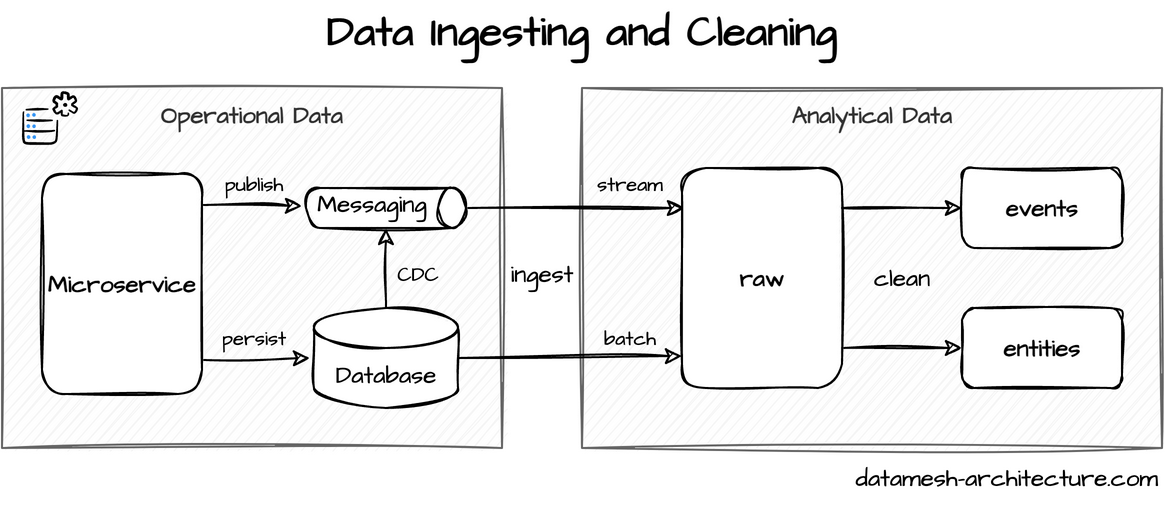 Data Ingesting and Cleaning
Operational Data
Analytical Data
publish
Messaging
stream
events
Microservice
CDC
ingest
raw
clean
persist
Database
batch
entities
datamesh-architecture.com